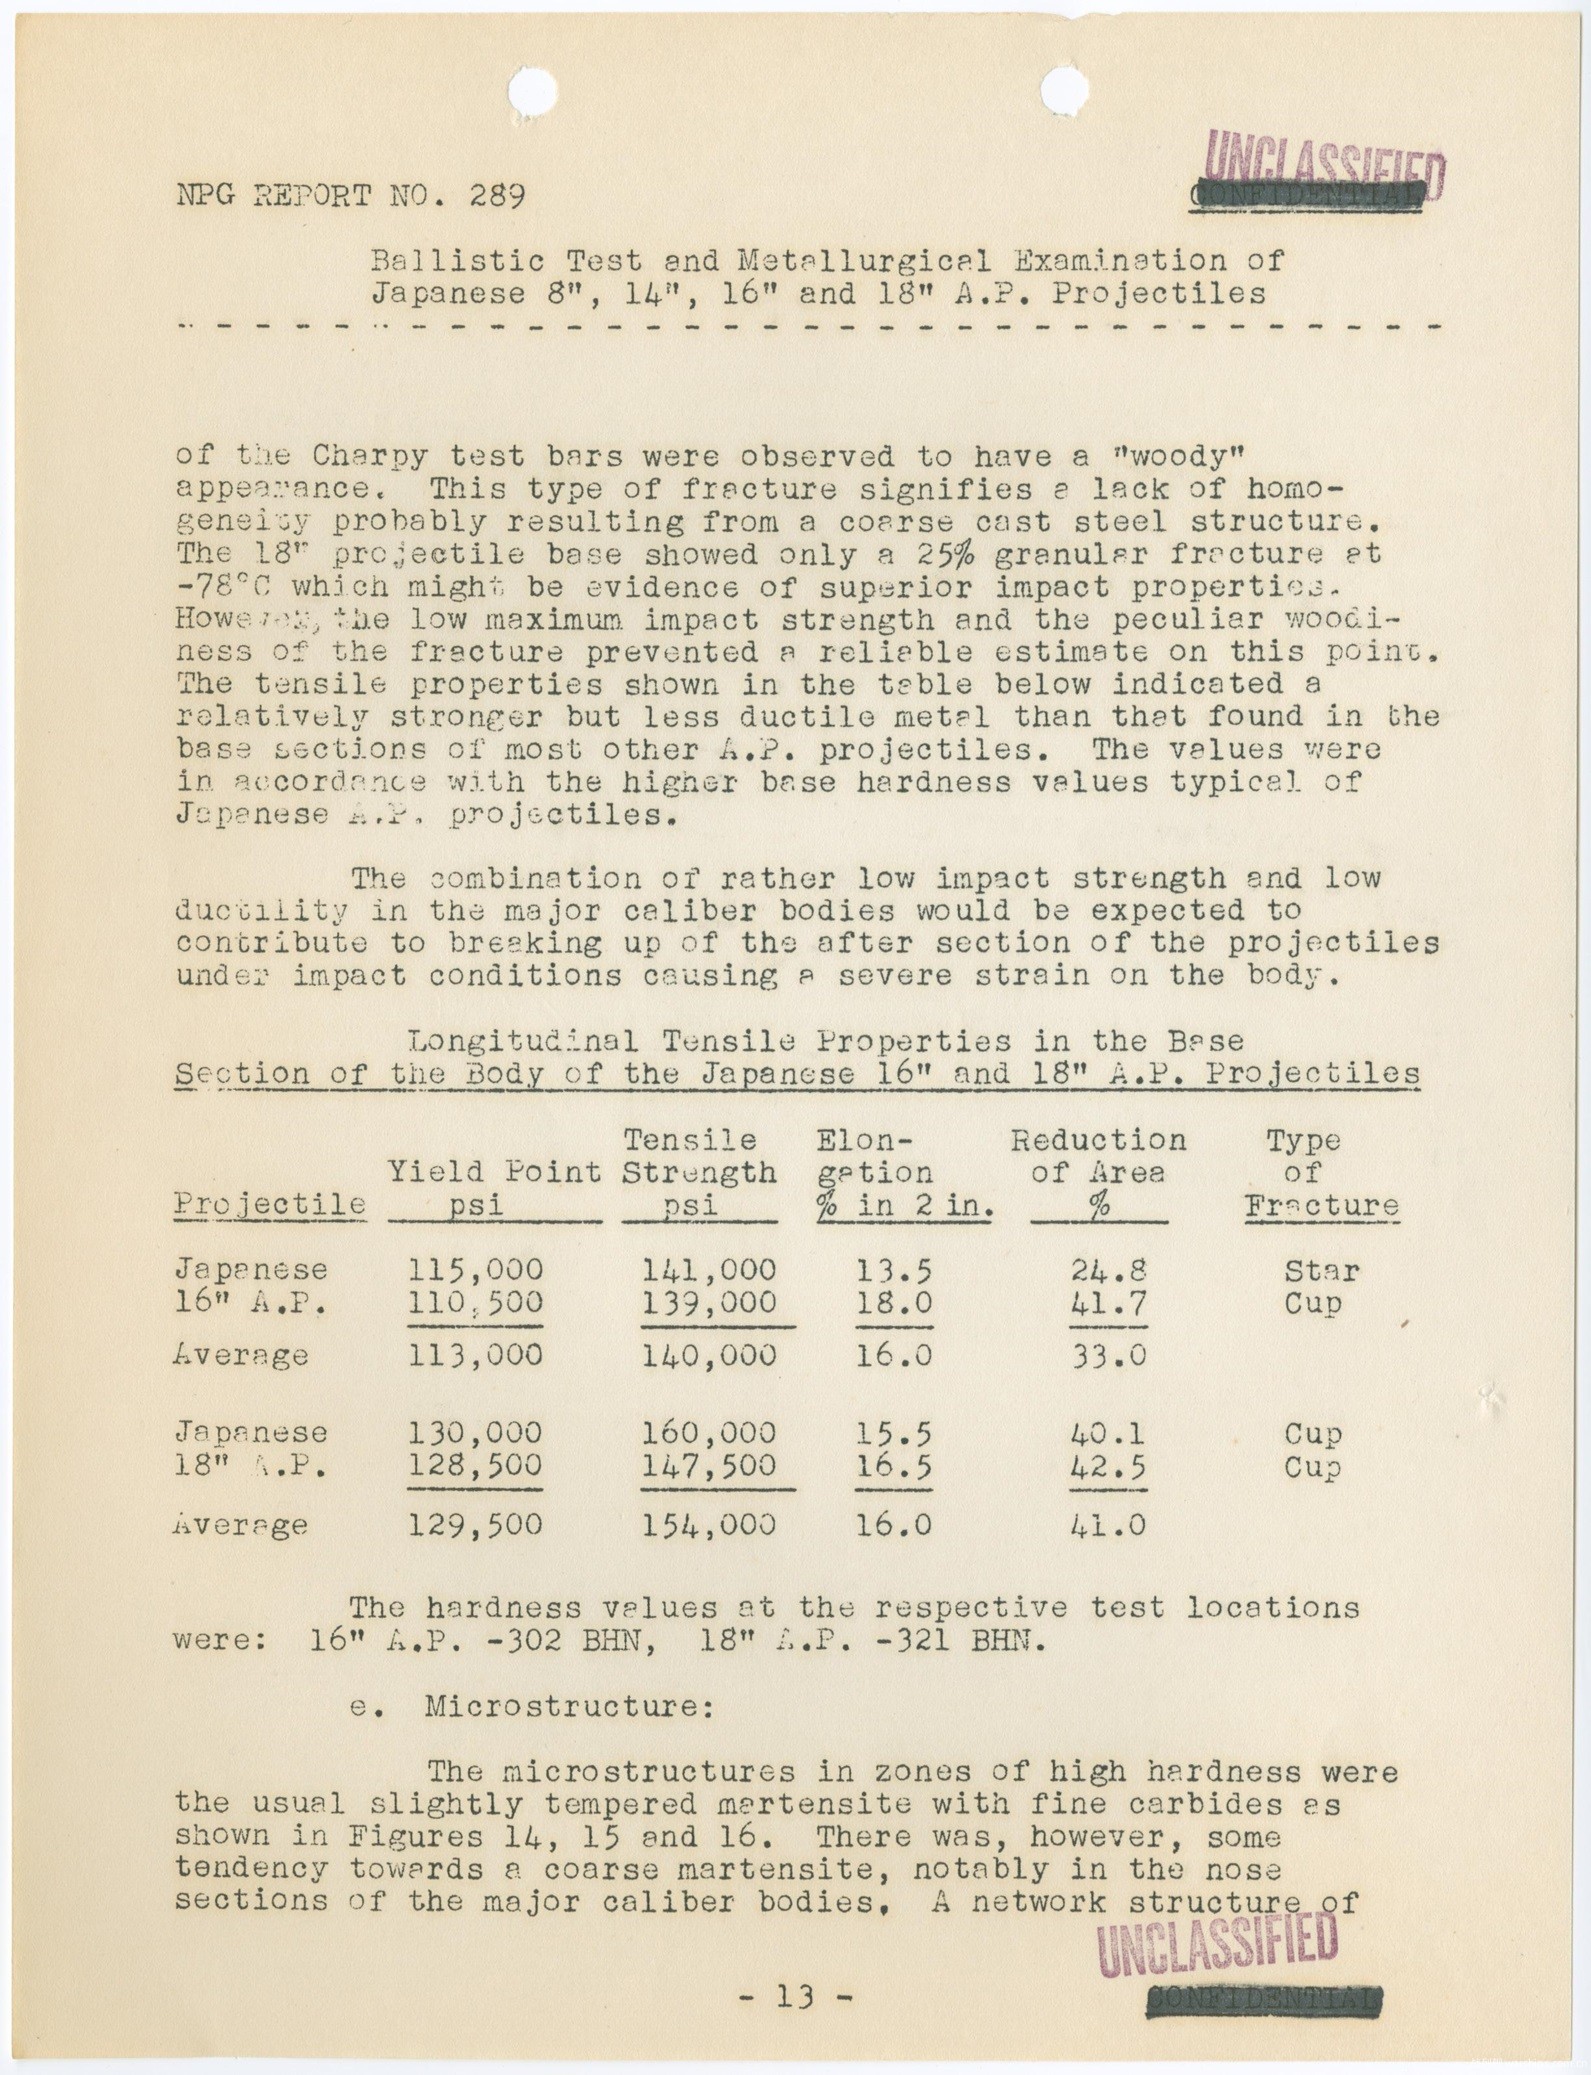 UNCLASSIFIED
NPG REPORT NO. 289 CONFIDENTIAL
Ballistic Test and Metallurgical Examination of
Japanese 8", 14", 16" and 18" A.P. Projectiles
of the Charpy test bars were observed to have a "woody"
appearance. This type of fracture signifies a lack of homo-
geneity probably resulting from a coarse cast steel structure.
The 18" projectile base showed only a 25% granular fracture at
-78°C which might be evidence of superior impact properties.
However, the low maximum impact strength and the peculiar woodi-
ness of the fracture prevented a reliable estimate on this point.
The tensile properties shown in the table below indicated a
relatively stronger but less ductile metal than that found in the
base sections of most other A.P. projectiles. The values were
in accordance with the higher base hardness values typical of
Japanese A.P. projectiles.
The combination of rather low impact strength and low
ductility in the major caliber bodies would be expected to
contribute to breaking up of the after section of the projectiles
under impact conditions causing a severe strain on the body.
Longitudinal Tensile Properties in the Base
Section of the Body of the Japanese 16" and 18" A.P. Projectiles
Tensile Elon- Reduction Type
Yield Point Strength gation of Area of
Projectile psi psi % in 2 in. % Fracture
Japanese 115,000 141,000 13.5 24.8 Star
16" A.P. 110,500 139,000 18.0 41.7 Cup
Average 113,000 140,000 16.0 33.0
Japanese 130,000 160,000 15.5 40.1 Cup
18" A.P. 128,500 147,500 16.5 42.5 Cup
Average 129,500 154,000 16.0 41.0
The hardness values at the respective test locations
were: 16" A.P. -302 BHN, 18" A.P. -321 BHN.
e. Microstructure:
The microstructures in zones of high hardness were
the usual slightly tempered martensite with fine carbides as
shown in Figures 14, 15 and 16. There was, however, some
tendency towards a coarse martensite, notably in the nose
sections of the major caliber bodies. A network structure of
UNCLASSIFIED
- 13 - CONFIDENTIAL